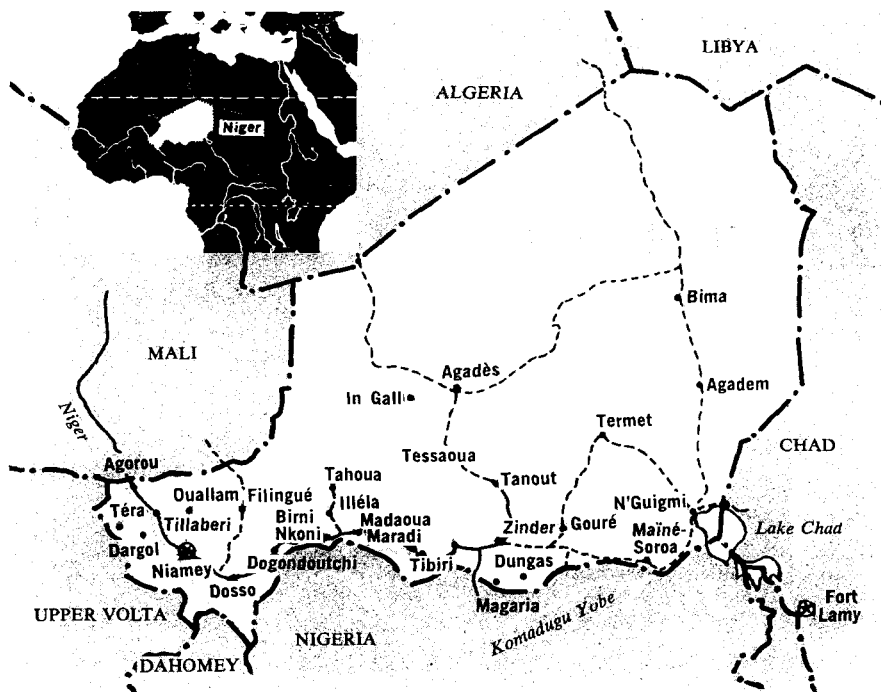 LIBYA
ALGERIA
Niger
Bima
MALI
Agadès
Agadem
In Gall
Niger
Termet
CHAD
Tessaoua
Agorou
Tahoua
Tanout
Ouallam
Filingué
N'Guigmi
Téra
Illéla
Tillaberi
Birni
Nkoni
Madaoua
Maradi
Zinder
Gouré
Maïné-
Soroa
Lake Chad
Dargol
Niamey
Dogondoutchi
Tibiri
Dungas
Dosso
Magaria
Fort
Lamy
UPPER VOLTA
Komadugu Yobe
NIGERIA
DAHOMEY